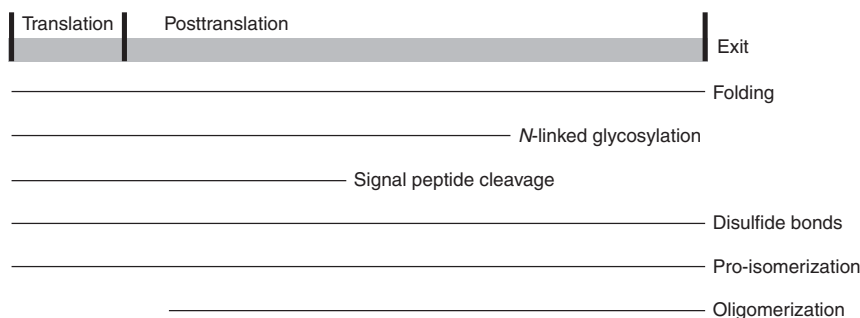 Translation Posttranslation
Exit
Folding
N-linked glycosylation
Signal peptide cleavage
Disulfide bonds
Pro-isomerization
Oligomerization